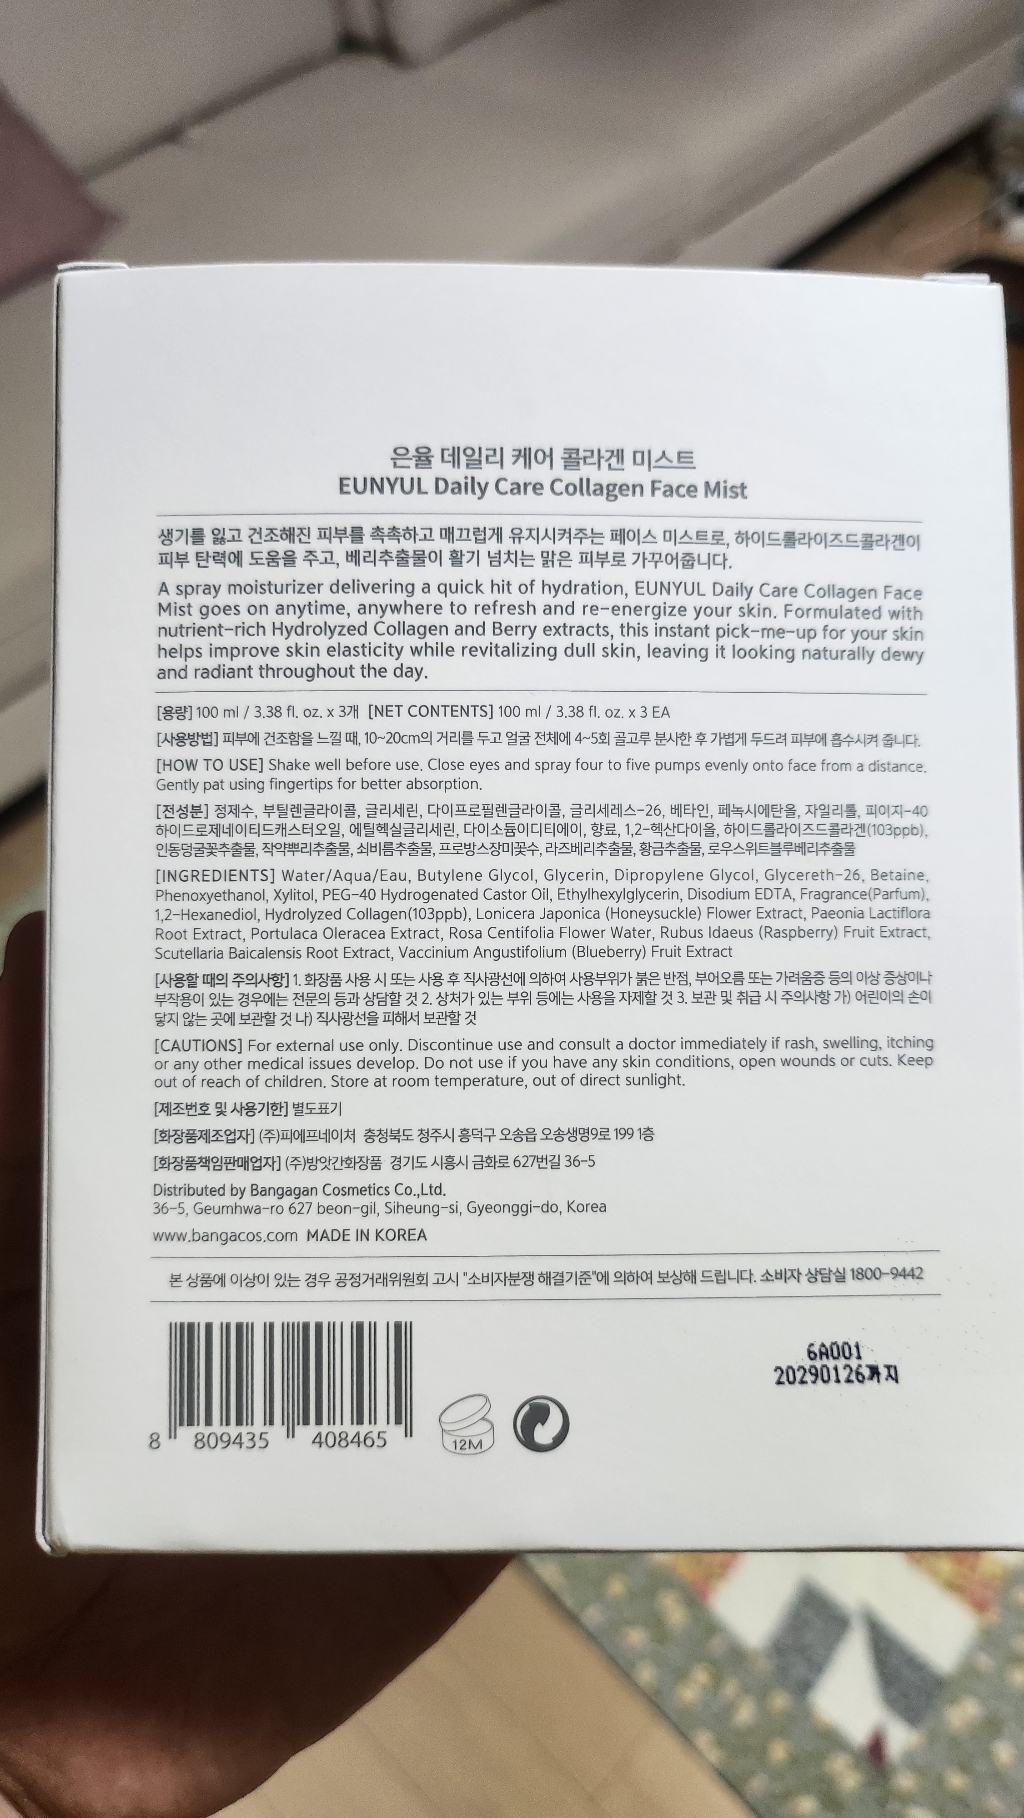 은율 데일리 케어 콜라겐 미스트
EUNYUL Daily Care Collagen Face Mist
생기를 잃고 건조해진 피부를 촉촉하고 매끄럽게 유지시켜주는 페이스 미스트로, 하이드롤라이즈드콜라겐이
피부 탄력에 도움을 주고, 베리추출물이 활기 넘치는 맑은 피부로 가꾸어줍니다.
A spray moisturizer delivering a quick hit of hydration, EUNYUL Daily Care Collagen Face
Mist goes on anytime, anywhere to refresh and re-energize your skin. Formulated with
nutrient-rich Hydrolyzed Collagen and Berry extracts, this instant pick-me-up for your skin
helps improve skin elasticity while revitalizing dull skin, leaving it looking naturally dewy
and radiant throughout the day.
[용량] 100 ml / 3.38 fl. oz. x 3개 [NET CONTENTS] 100 ml / 3.38 fl. oz. x 3 EA
[사용방법] 피부에 건조함을 느낄 때, 10~20cm의 거리를 두고 얼굴 전체에 4~5회 골고루 분사한 후 가볍게 두드려 피부에 흡수시켜 줍니다.
[HOW TO USE] Shake well before use. Close eyes and spray four to five pumps evenly onto face from a distance.
Gently pat using fingertips for better absorption.
[전성분] 정제수, 부틸렌글라이콜, 글리세린, 다이프로필렌글라이콜, 글리세레스-26, 베타인, 페녹시에탄올, 자일리톨, 피이지-40
하이드로제네이티드캐스터오일, 에틸헥실글리세린, 다이소듐이디티에이, 향료, 1,2-헥산다이올, 하이드롤라이즈드콜라겐(103ppb),
인동덩굴꽃추출물, 작약뿌리추출물, 쇠비름추출물, 프로방스장미꽃수, 라즈베리추출물, 황금추출물, 로우스위트블루베리추출물
[INGREDIENTS] Water/Aqua/Eau, Butylene Glycol, Glycerin, Dipropylene Glycol, Glycereth-26, Betaine,
Phenoxyethanol, Xylitol, PEG-40 Hydrogenated Castor Oil, Ethylhexylglycerin, Disodium EDTA, Fragrance(Parfum),
1,2-Hexanediol, Hydrolyzed Collagen(103ppb), Lonicera Japonica (Honeysuckle) Flower Extract, Paeonia Lactiflora
Root Extract, Portulaca Oleracea Extract, Rosa Centifolia Flower Water, Rubus Idaeus (Raspberry) Fruit Extract,
Scutellaria Baicalensis Root Extract, Vaccinium Angustifolium (Blueberry) Fruit Extract
[사용할 때의 주의사항] 1. 화장품 사용 시 또는 사용 후 직사광선에 의하여 사용부위가 붉은 반점, 부어오름 또는 가려움증 등의 이상 증상이나
부작용이 있는 경우에는 전문의 등과 상담할 것 2. 상처가 있는 부위 등에는 사용을 자제할 것 3. 보관 및 취급 시 주의사항 가) 어린이의 손이
닿지 않는 곳에 보관할 것 나) 직사광선을 피해서 보관할 것
[CAUTIONS] For external use only. Discontinue use and consult a doctor immediately if rash, swelling, itching
or any other medical issues develop. Do not use if you have any skin conditions, open wounds or cuts. Keep
out of reach of children. Store at room temperature, out of direct sunlight.
[제조번호 및 사용기한] 별도표기
[화장품제조업자] (주)피에프네이처 충청북도 청주시 흥덕구 오송읍 오송생명9로 199 1층
[화장품책임판매업자] (주)방앗간화장품 경기도 시흥시 금화로 627번길 36-5
Distributed by Bangagan Cosmetics Co.,Ltd.
36-5, Geumhwa-ro 627 beon-gil, Siheung-si, Gyeonggi-do, Korea
www.bangacos.com MADE IN KOREA
본 상품에 이상이 있는 경우 공정거래위원회 고시 "소비자분쟁 해결기준"에 의하여 보상해 드립니다. 소비자 상담실 1800-9442
6A001
20290126까지
8 809435 408465
12M